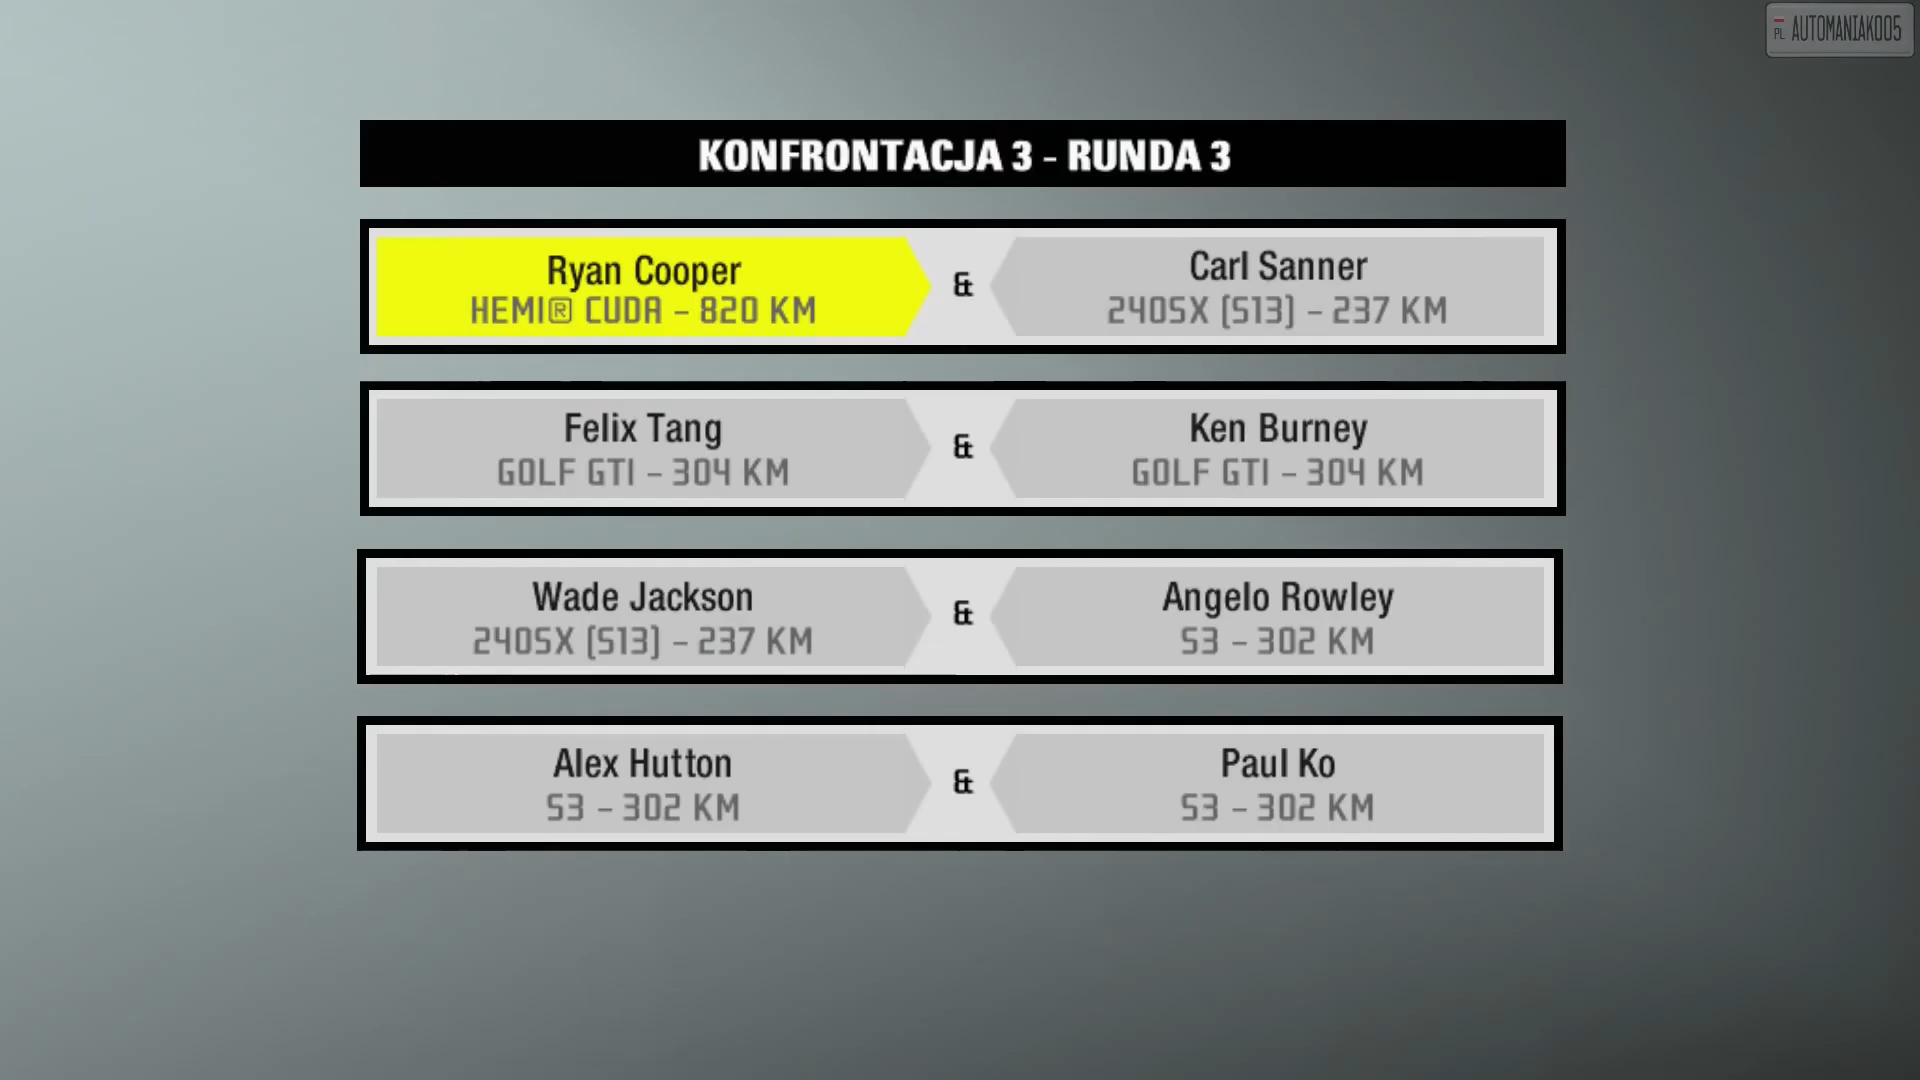 PL AUTOMANIAK005
KONFRONTACJA 3 - RUNDA 3
Ryan Cooper & Carl Sanner
HEMI® CUDA - 820 KM 240SX (S13) - 237 KM
Felix Tang & Ken Burney
GOLF GTI - 304 KM GOLF GTI - 304 KM
Wade Jackson & Angelo Rowley
240SX (S13) - 237 KM S3 - 302 KM
Alex Hutton & Paul Ko
S3 - 302 KM S3 - 302 KM